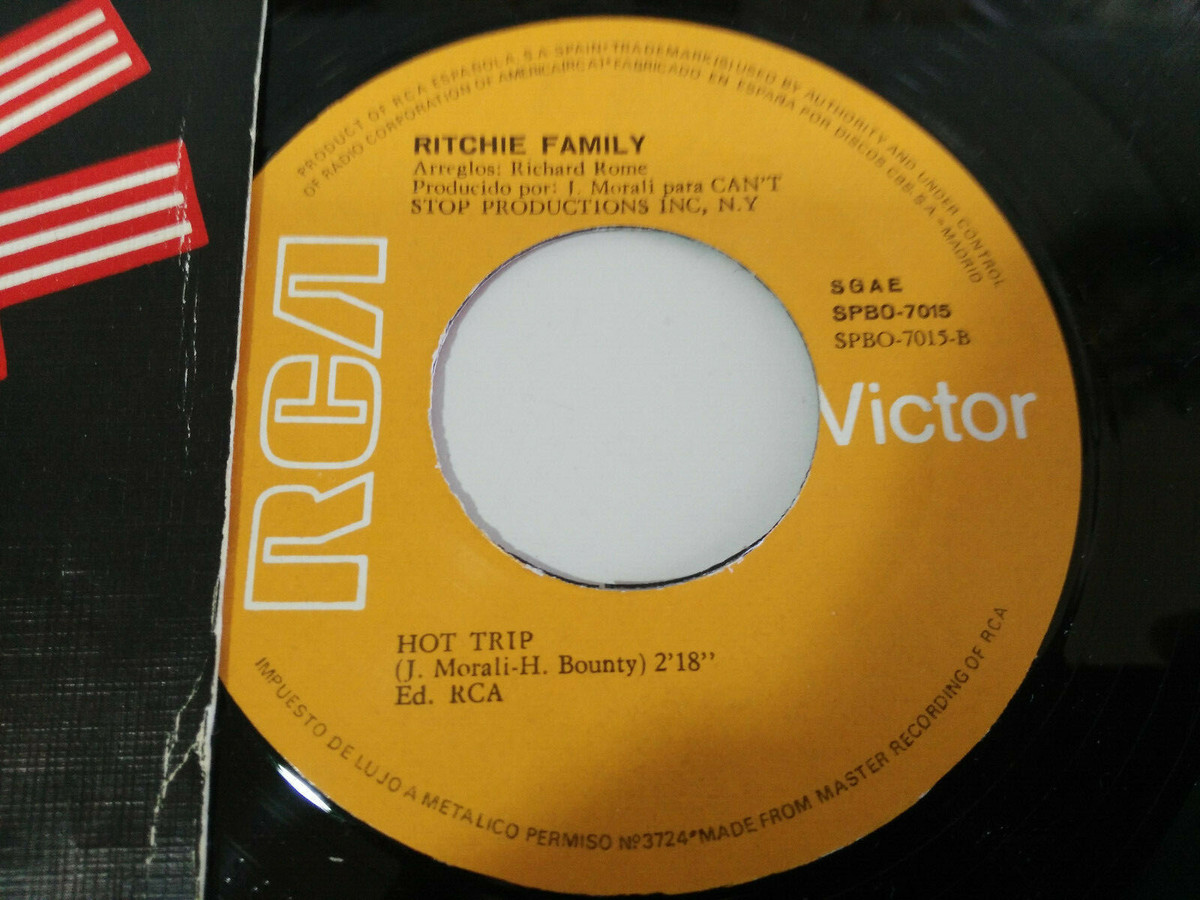 PRODUCT OF RCA ESPAÑOLA, S.A SPAIN/TRADEMARK(S) USED BY AUTHORITY AND UNDER CONTROL
OF RADIO CORPORATION OF AMERICA(RCA)*FABRICADO EN ESPAÑA POR DISCOS CBS-S.A-MADRID
RITCHIE FAMILY
Arreglos: Richard Rome
Producido por: J. Morali para CAN'T
STOP PRODUCTIONS INC, N.Y
SGAE
SPBO-7015
SPBO-7015-B
RCA
Victor
HOT TRIP
(J. Morali-H. Bounty) 2'18''
Ed. RCA
IMPUESTO DE LUJO A METALICO PERMISO Nº3724*MADE FROM MASTER RECORDING OF RCA